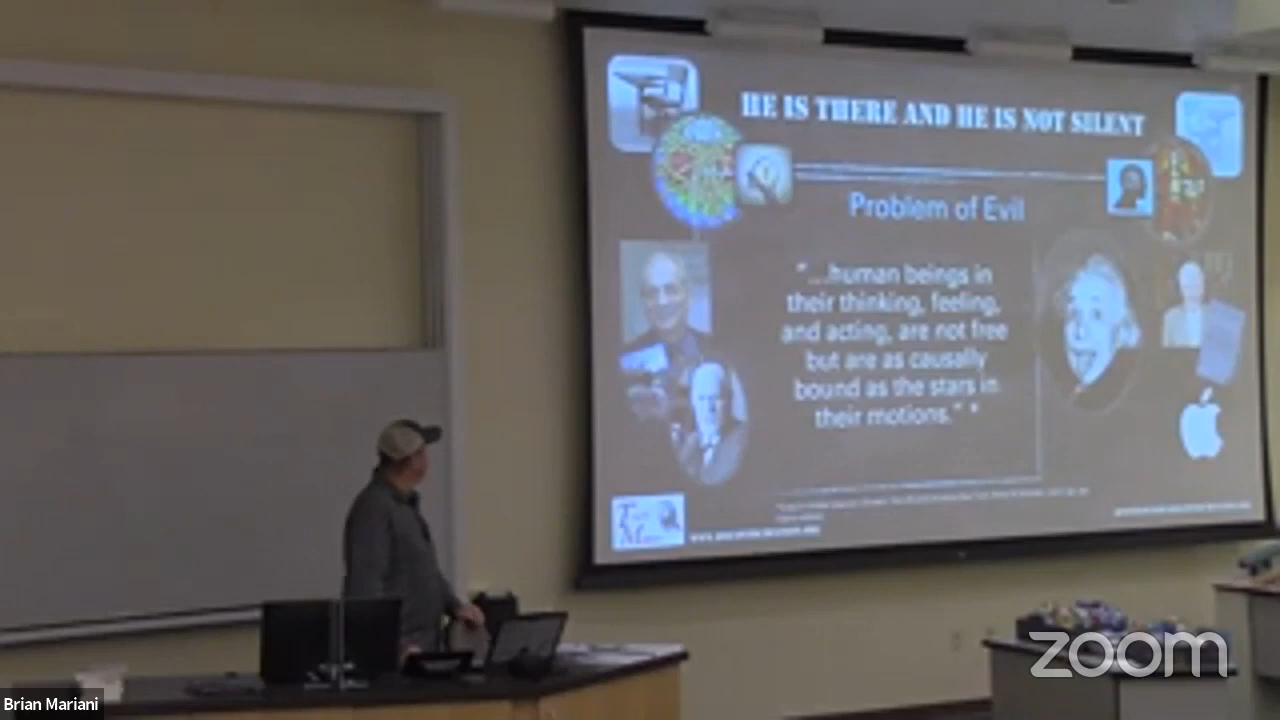 HE IS THERE AND HE IS NOT SILENT
Problem of Evil
"...human beings in
their thinking, feeling,
and acting, are not free
but are as causally
bound as the stars in
their motions." *
zoom
Brian Mariani